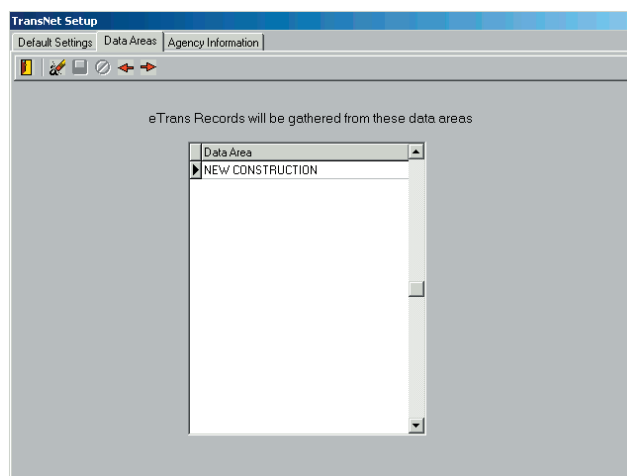 TransNet Setup
Default Settings Data Areas Agency Information
eTrans Records will be gathered from these data areas
Data Area
NEW CONSTRUCTION